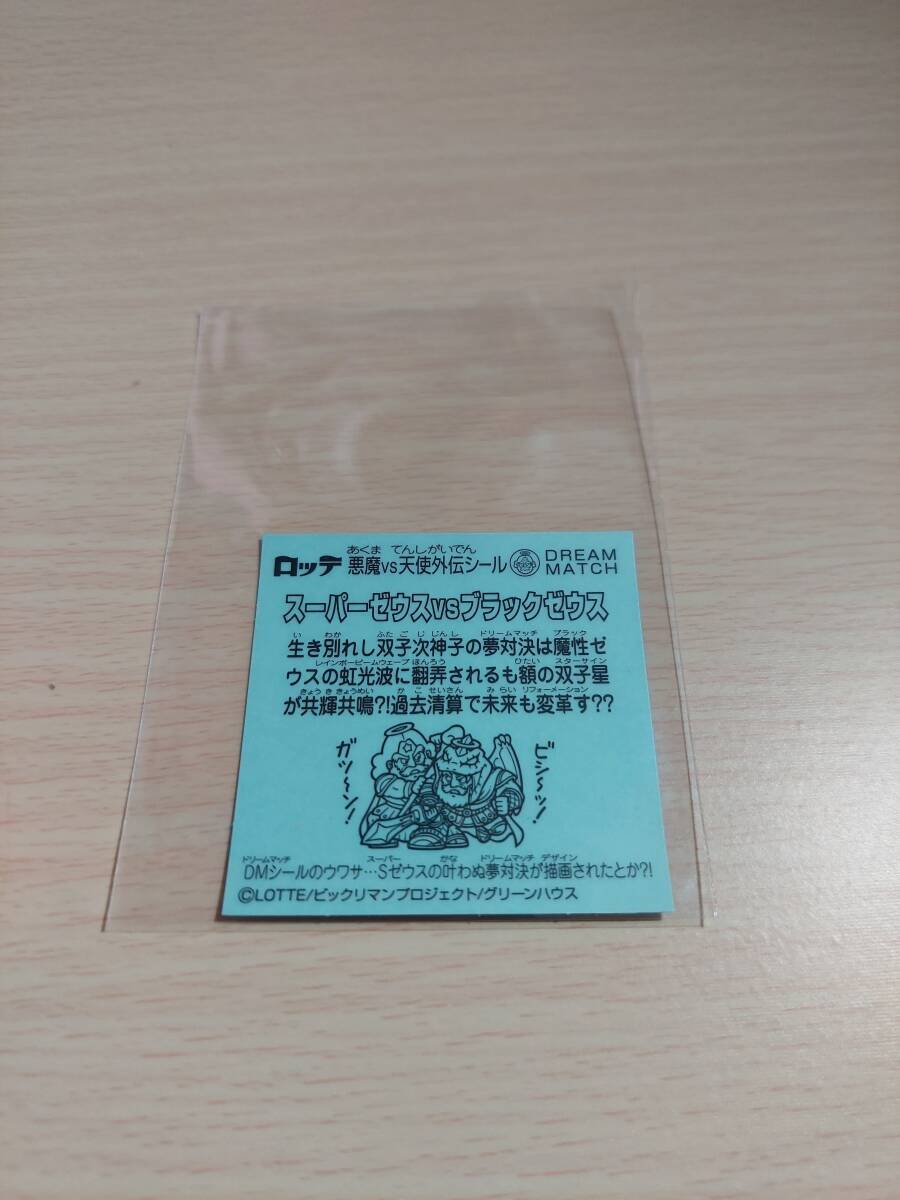 あくま てんしがいでん
ロッテ 悪魔VS天使外伝シール DREAM MATCH
スーパーゼウスvsブラックゼウス
い わか ふたご じじんし ドリームマッチ ブラック
生き別れし双子次神子の夢対決は魔性ゼ
レインボービームウェーブ ほんろう ひたい スターサイン
ウスの虹光波に翻弄されるも額の双子星
きょうききょうめい かこせいさん みらい リフォーメーション
が共輝共鳴?!過去清算で未来も変革す??
ガッ〜ン!
ビシ〜ッ!
ドリームマッチ スーパー かな ドリームマッチ デザイン
DMシールのウワサ…Sゼウスの叶わぬ夢対決が描画されたとか?!
©LOTTE/ビックリマンプロジェクト/グリーンハウス